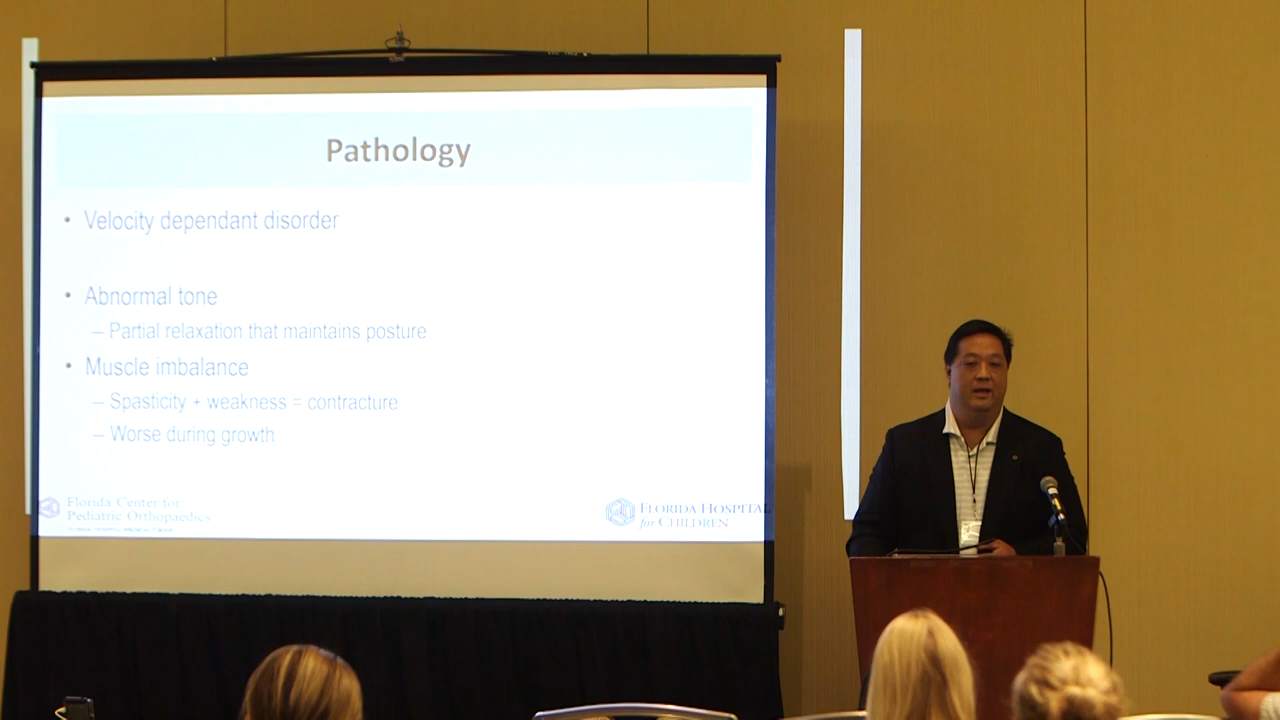 Pathology
• Velocity dependant disorder
• Abnormal tone
– Partial relaxation that maintains posture
• Muscle imbalance
– Spasticity + weakness = contracture
– Worse during growth
Florida Center for
Pediatric Orthopaedics
FLORIDA HOSPITAL
for CHILDREN